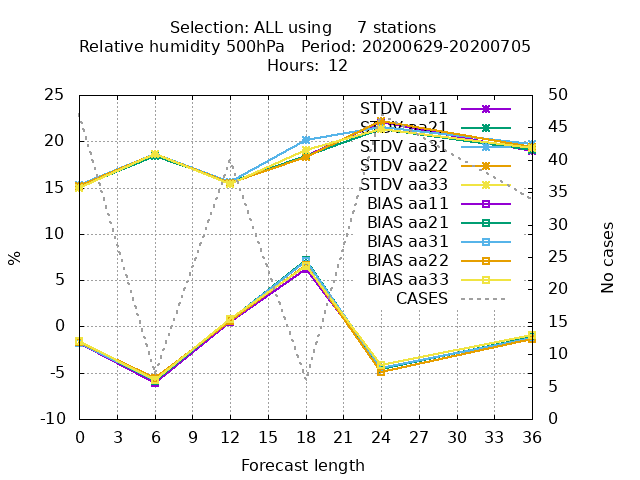 Selection: ALL using     7 stations
Relative humidity 500hPa   Period: 20200629-20200705
Hours:  12
25
20
15
10
5
0
-5
-10
%
50
45
40
35
30
25
20
15
10
5
0
No cases
STDV aa11
STDV aa21
STDV aa31
STDV aa22
STDV aa33
BIAS aa11
BIAS aa21
BIAS aa31
BIAS aa22
BIAS aa33
CASES
0 3 6 9 12 15 18 21 24 27 30 33 36
Forecast length